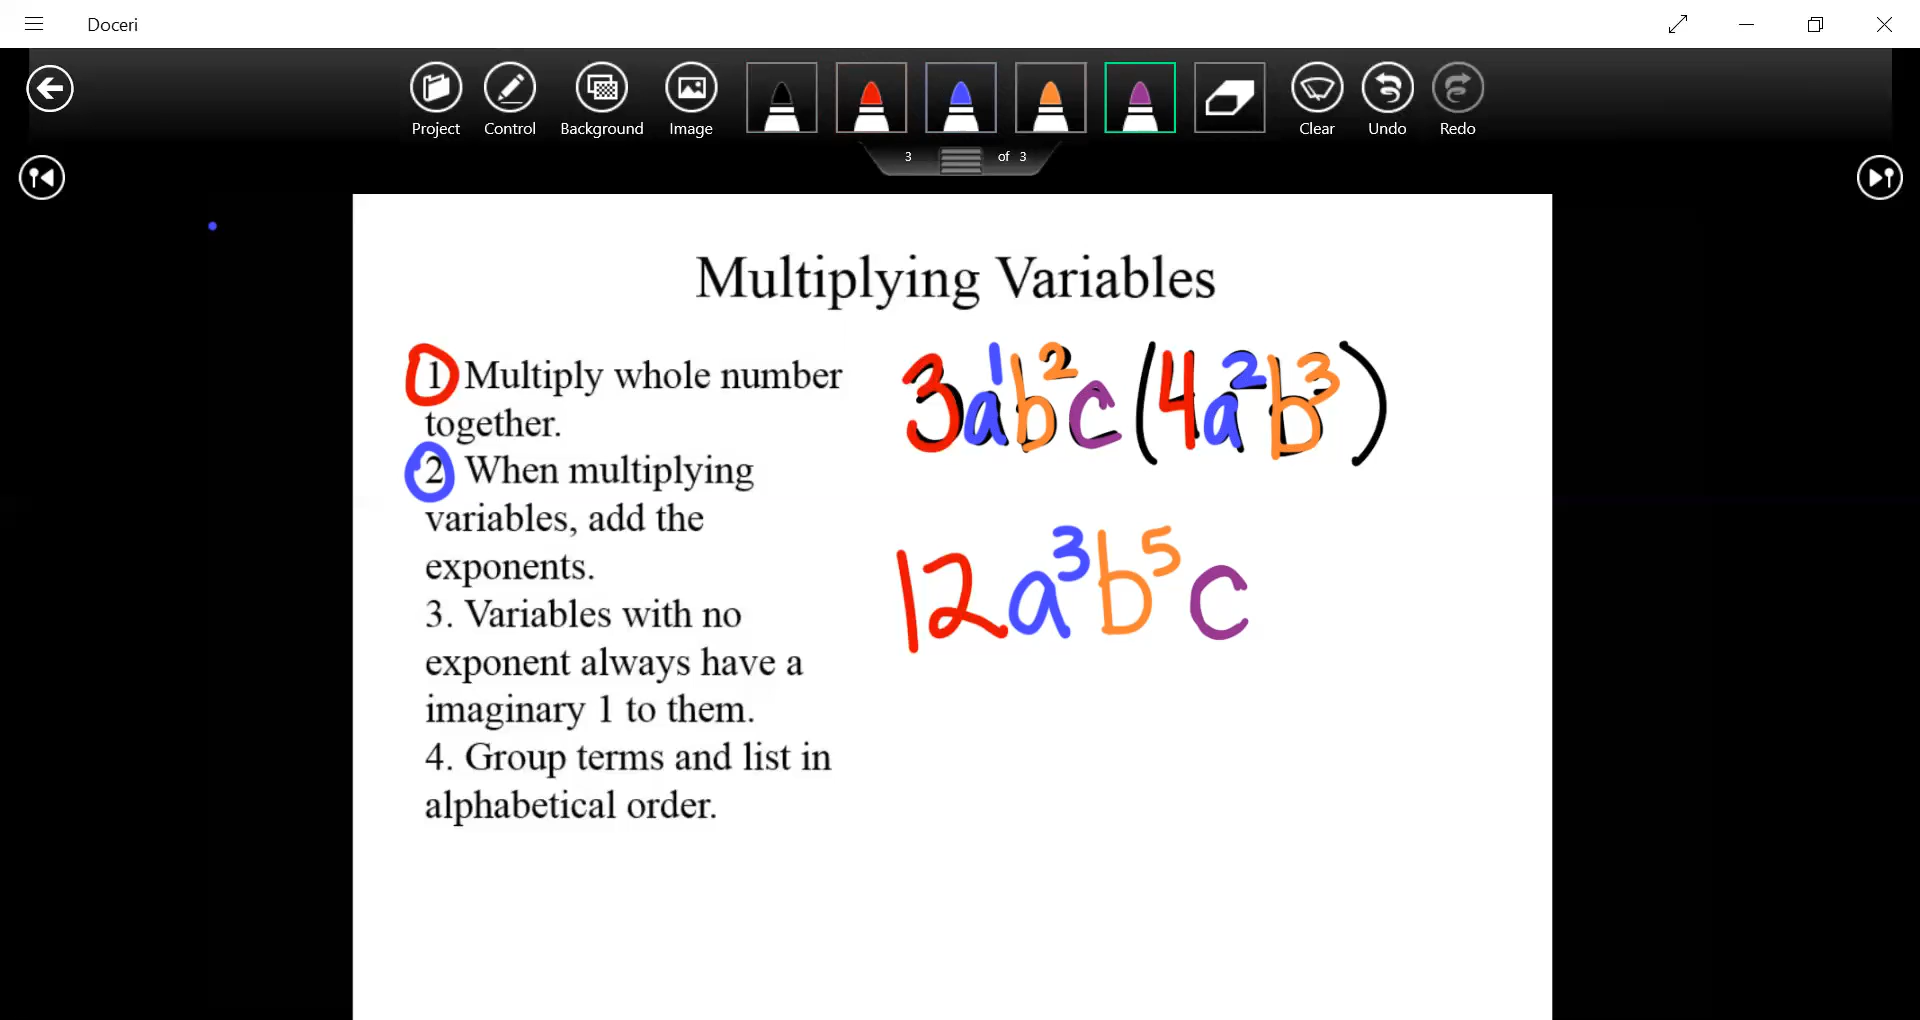 Doceri
Project Control Background Image Clear Undo Redo
3 of 3
Multiplying Variables
1 Multiply whole number
together.
2 When multiplying
variables, add the
exponents.
3. Variables with no
exponent always have a
imaginary 1 to them.
4. Group terms and list in
alphabetical order.
3a¹b²c(4a²b³)
12a³b⁵c